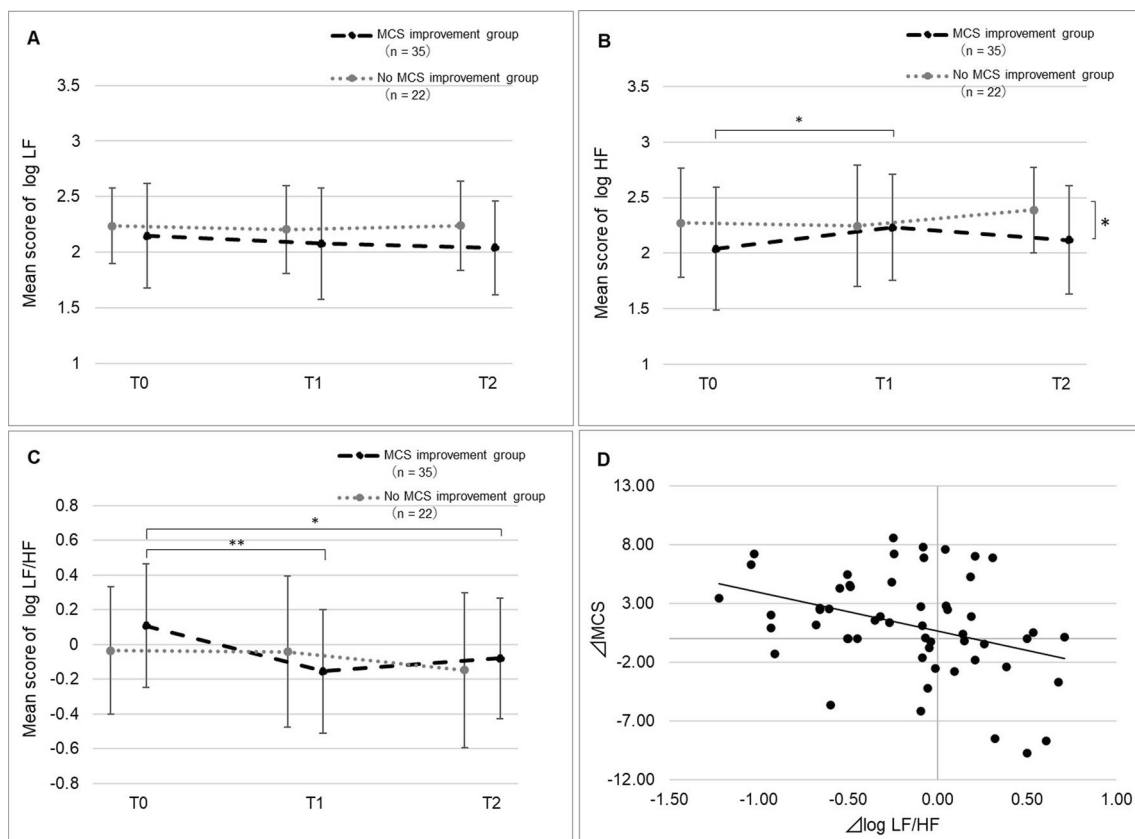 A
MCS improvement group
（n = 35）
No MCS improvement group
（n = 22）
Mean score of log LF
3.5
3
2.5
2
1.5
1
T0 T1 T2
B
MCS improvement group
（n = 35）
No MCS improvement group
（n = 22）
Mean score of log HF
3.5
3
2.5
2
1.5
1
*
*
T0 T1 T2
C
MCS improvement group
（n = 35）
No MCS improvement group
（n = 22）
Mean score of log LF/HF
0.8
0.6
0.4
0.2
0
-0.2
-0.4
-0.6
-0.8
*
**
T0 T1 T2
D
⊿MCS
13.00
8.00
3.00
-2.00
-7.00
-12.00
-1.50 -1.00 -0.50 0.00 0.50 1.00
⊿log LF/HF